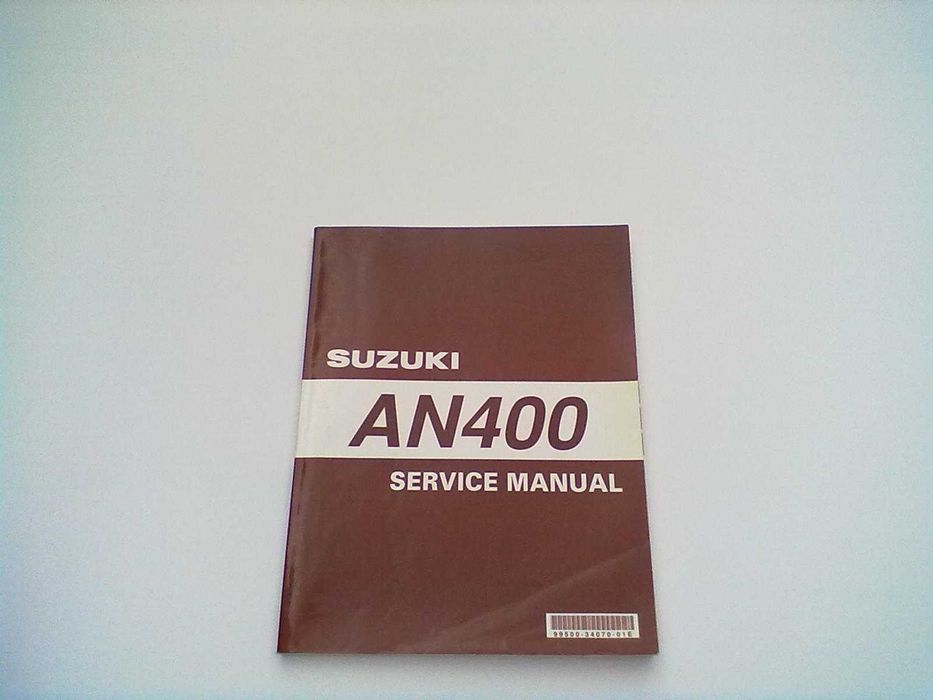 SUZUKI
AN400
SERVICE MANUAL
99500-34070-01E